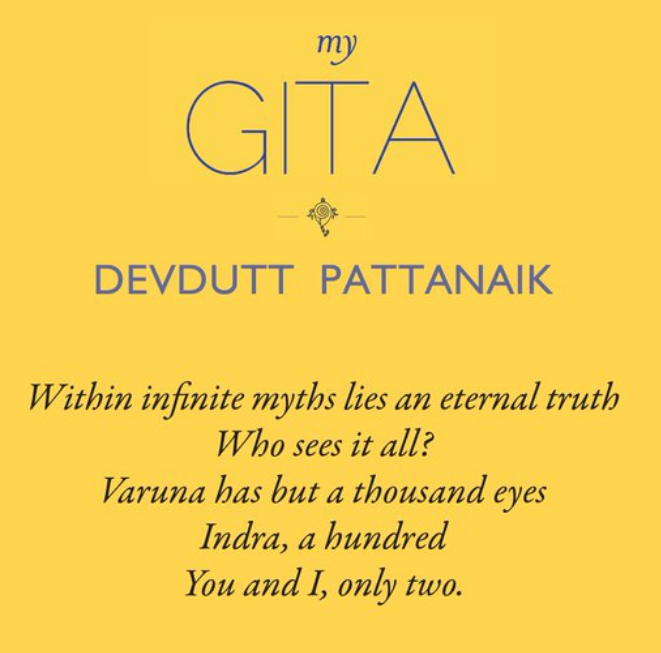 my
GITA
DEVDUTT PATTANAIK
Within infinite myths lies an eternal truth
Who sees it all?
Varuna has but a thousand eyes
Indra, a hundred
You and I, only two.